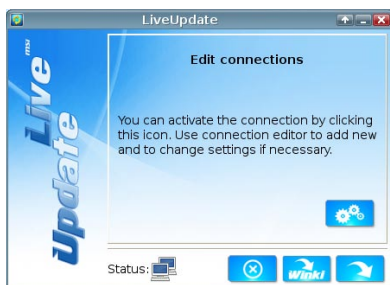 LiveUpdate
msi
Live
Update
Edit connections
You can activate the connection by clicking
this icon. Use connection editor to add new
and to change settings if necessary.
Status:
Winki